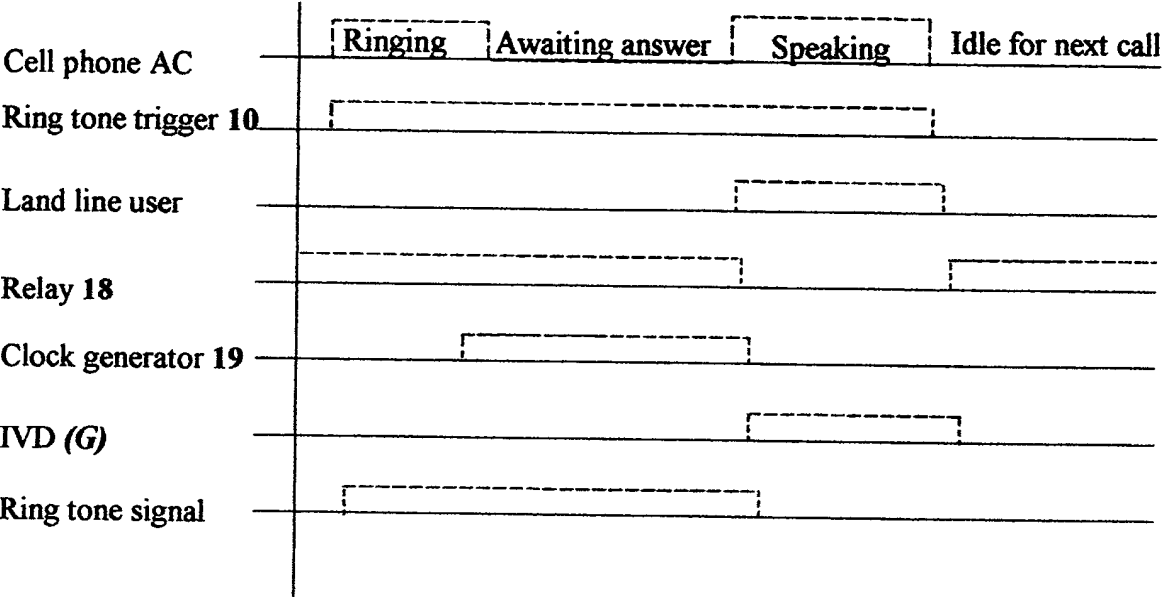 Ringing Awaiting answer Speaking Idle for next call
Cell phone AC
Ring tone trigger 10
Land line user
Relay 18
Clock generator 19
IVD (G)
Ring tone signal